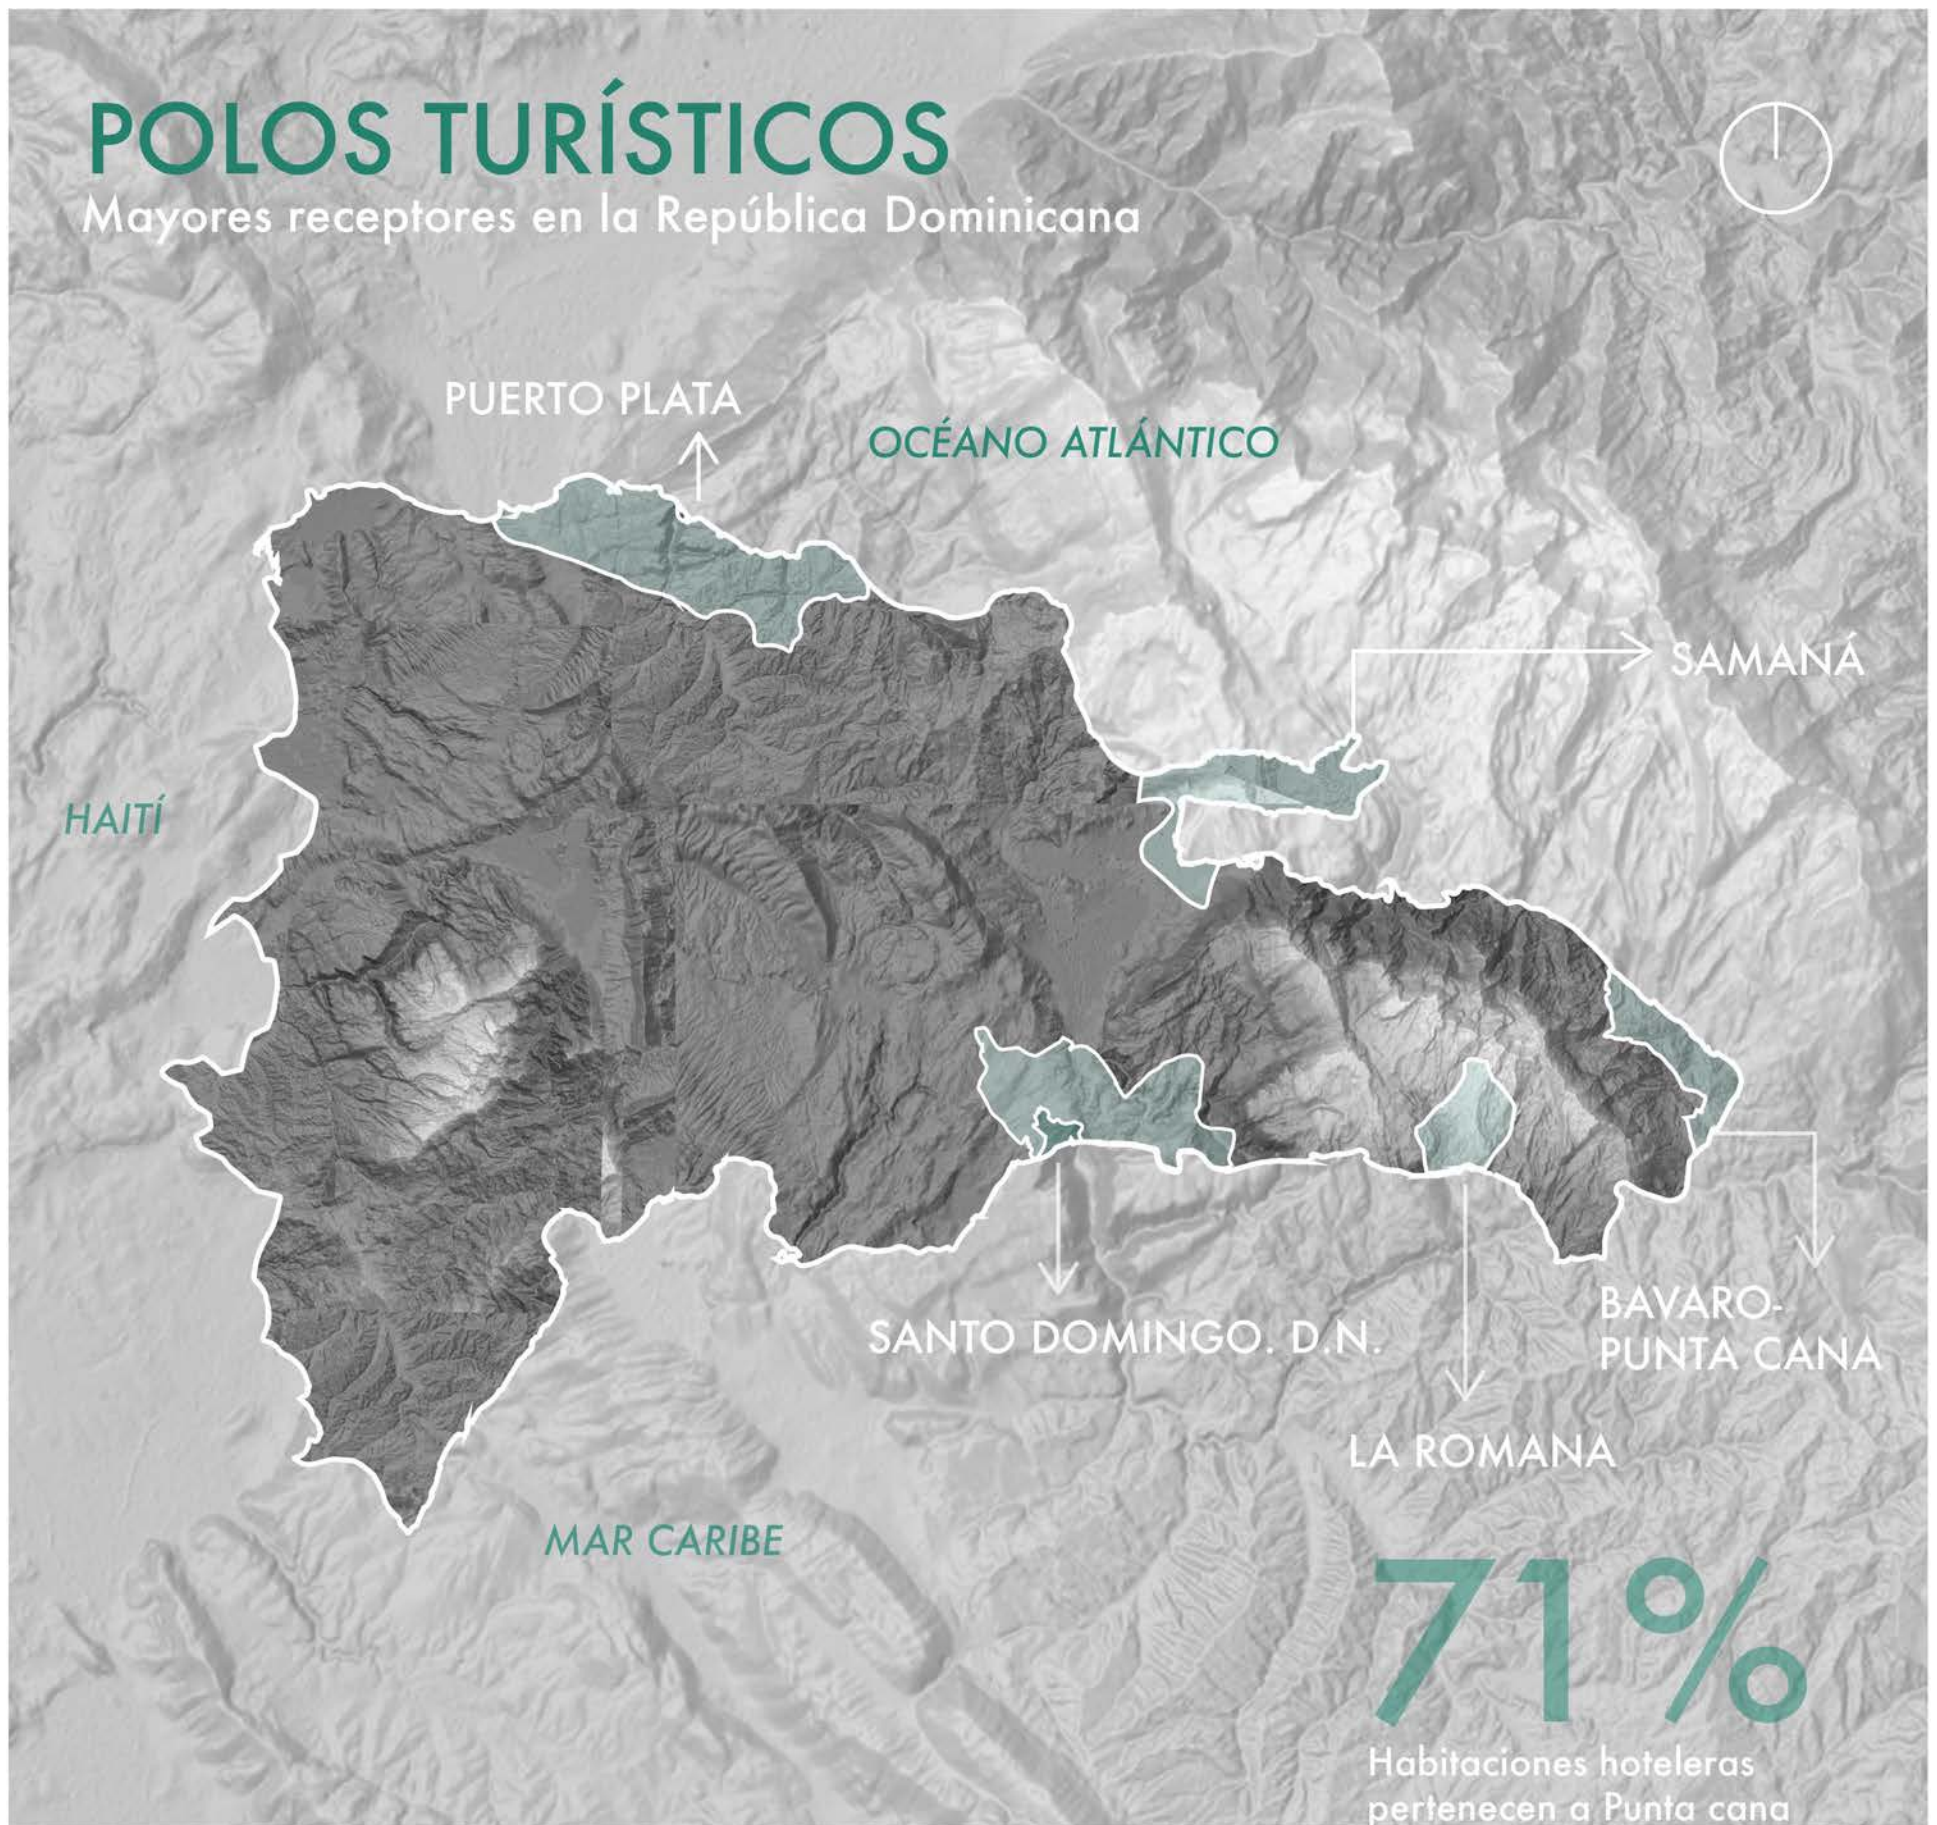 POLOS TURÍSTICOS
Mayores receptores en la República Dominicana
PUERTO PLATA
OCÉANO ATLÁNTICO
SAMANÁ
HAITÍ
SANTO DOMINGO. D.N.
BAVARO-
PUNTA CANA
LA ROMANA
MAR CARIBE
71%
Habitaciones hoteleras
pertenecen a Punta cana